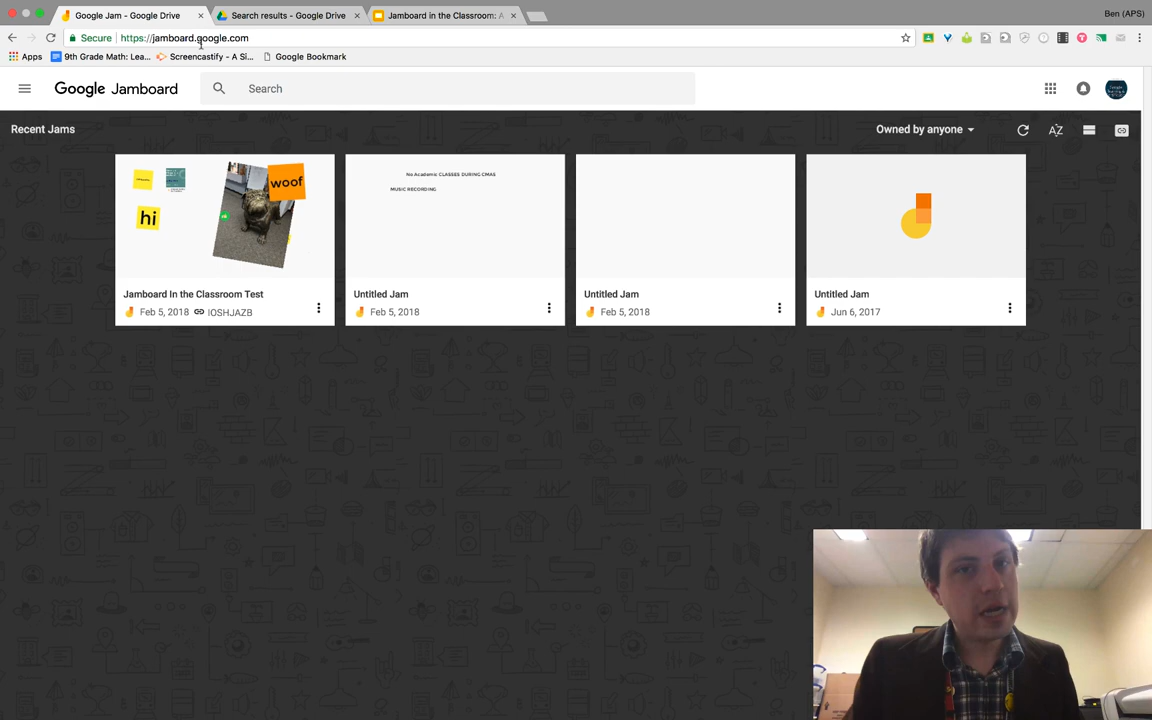 Google Jam - Google Drive
Search results - Google Drive
Jamboard in the Classroom: A
Ben (APS)
Secure
https://jamboard.google.com
Apps
9th Grade Math: Lea...
Screencastify - A Si...
Google Bookmark
Google Jamboard
Search
Recent Jams
Owned by anyone
AZ
hi
woof
No Academic CLASSES DURING CMAS
MUSIC RECORDING
Jamboard In the Classroom Test
Feb 5, 2018
IOSHJAZB
Untitled Jam
Feb 5, 2018
Untitled Jam
Feb 5, 2018
Untitled Jam
Jun 6, 2017